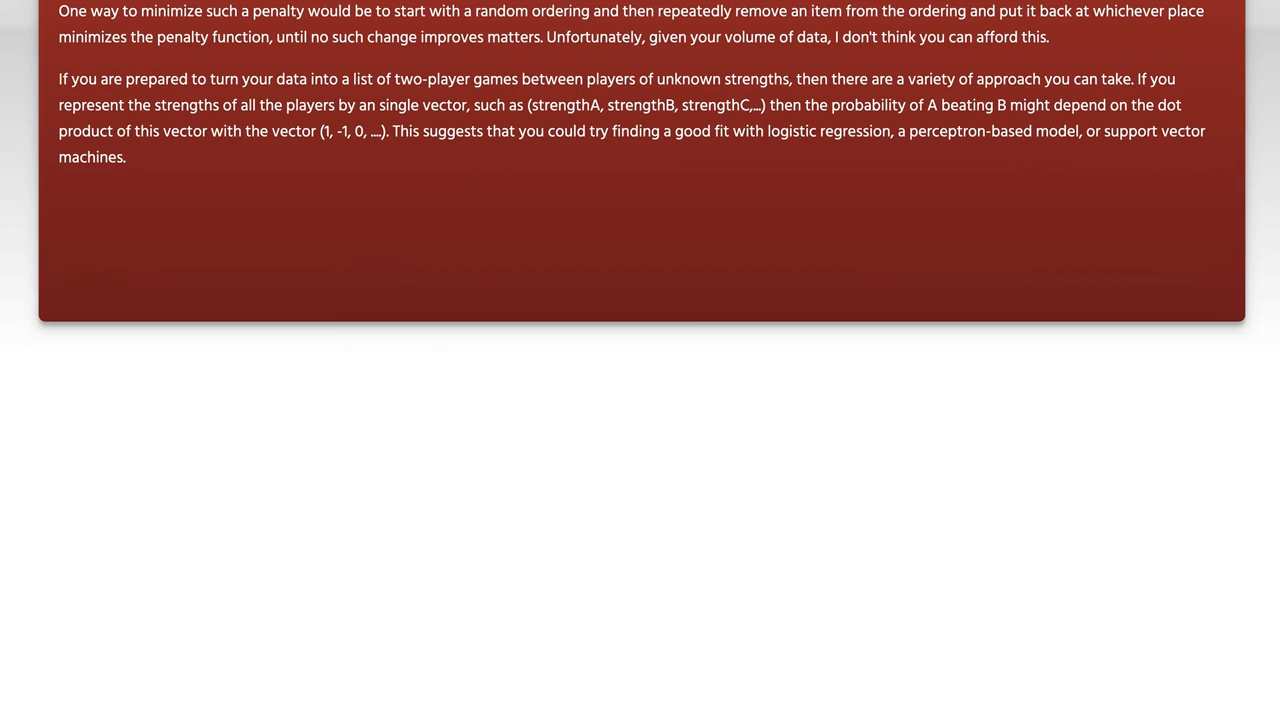 One way to minimize such a penalty would be to start with a random ordering and then repeatedly remove an item from the ordering and put it back at whichever place
minimizes the penalty function, until no such change improves matters. Unfortunately, given your volume of data, I don't think you can afford this.
If you are prepared to turn your data into a list of two-player games between players of unknown strengths, then there are a variety of approach you can take. If you
represent the strengths of all the players by an single vector, such as (strengthA, strengthB, strengthC,...) then the probability of A beating B might depend on the dot
product of this vector with the vector (1, -1, 0, ....). This suggests that you could try finding a good fit with logistic regression, a perceptron-based model, or support vector
machines.